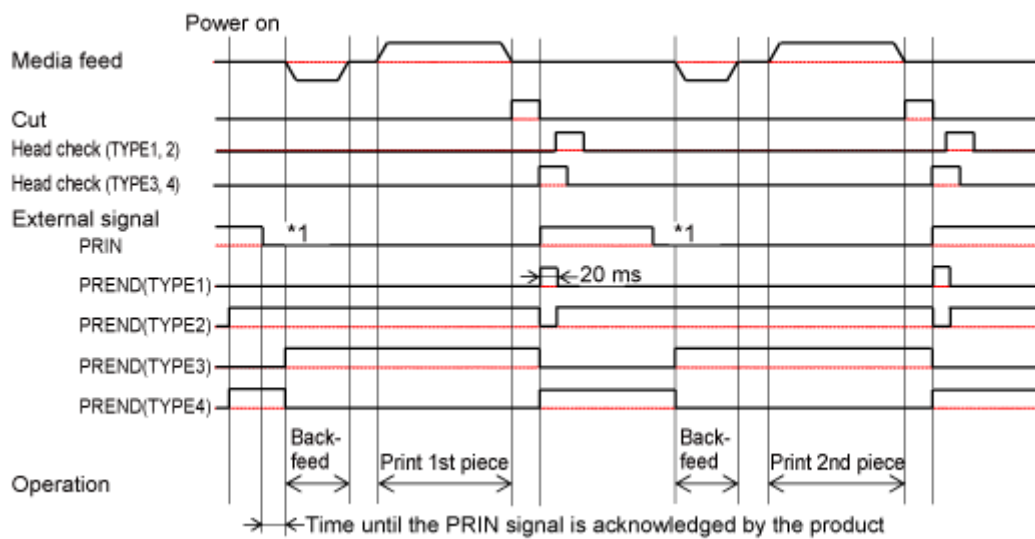 Power on
Media feed
Cut
Head check (TYPE1, 2)
Head check (TYPE3, 4)
External signal
PRIN
*1
*1
PREND(TYPE1)
20 ms
PREND(TYPE2)
PREND(TYPE3)
PREND(TYPE4)
Back-
feed
Print 1st piece
Back-
feed
Print 2nd piece
Operation
Time until the PRIN signal is acknowledged by the product